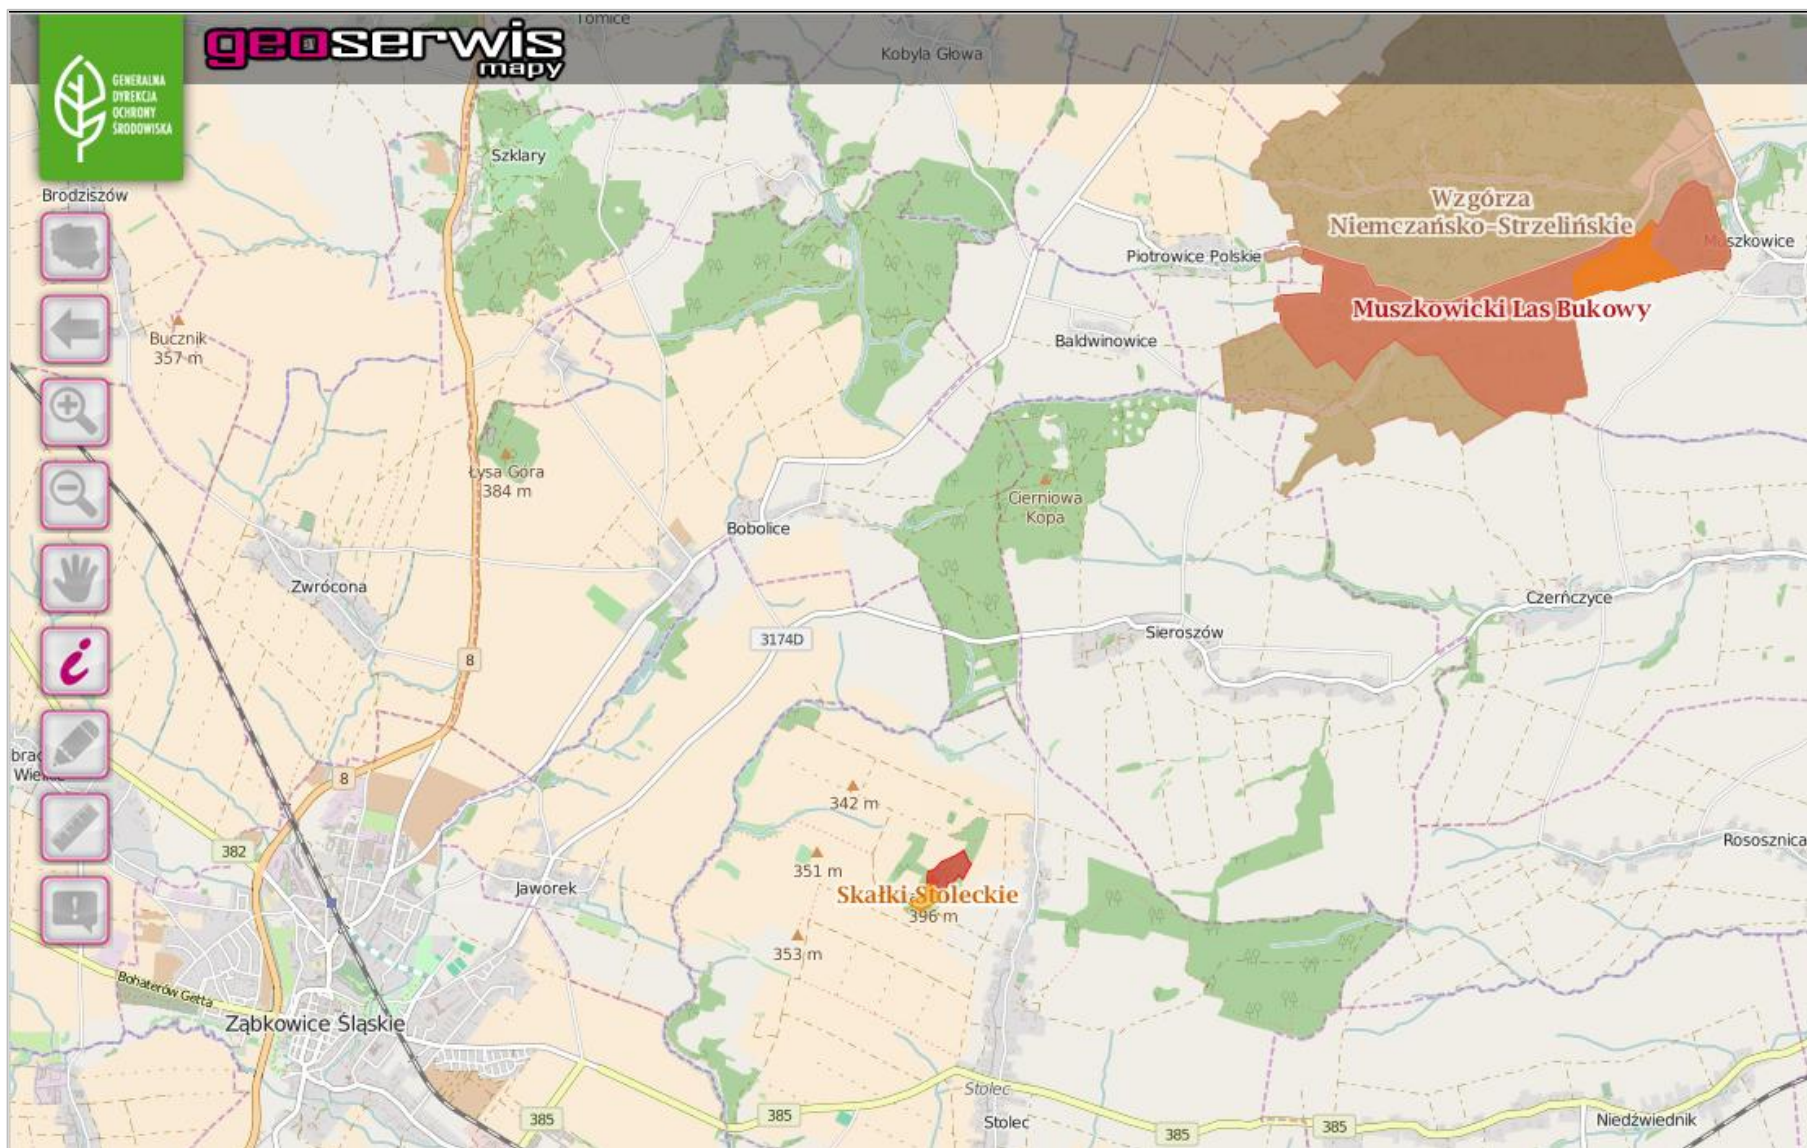 Tomice
geoserwis
mapy
Kobyla Głowa
GENERALNA
DYREKCJA
OCHRONY
ŚRODOWISKA
Szklary
Brodziszów
Wzgórza
Niemczańsko-Strzelińskie
Muszkowice
Piotrowice Polskie
Muszkowicki Las Bukowy
Bucznik
357 m
Baldwinowice
Łysa Góra
384 m
Cierniowa
Kopa
Bobolice
Zwrócona
Czerńczyce
Sieroszów
3174D
8
8
342 m
382
351 m
Jaworek
Skałki Stoleckie
396 m
353 m
Rososznica
Bohaterów Getta
Ząbkowice Śląskie
Stolec
Stolec
385
385
385
385
Niedźwiednik